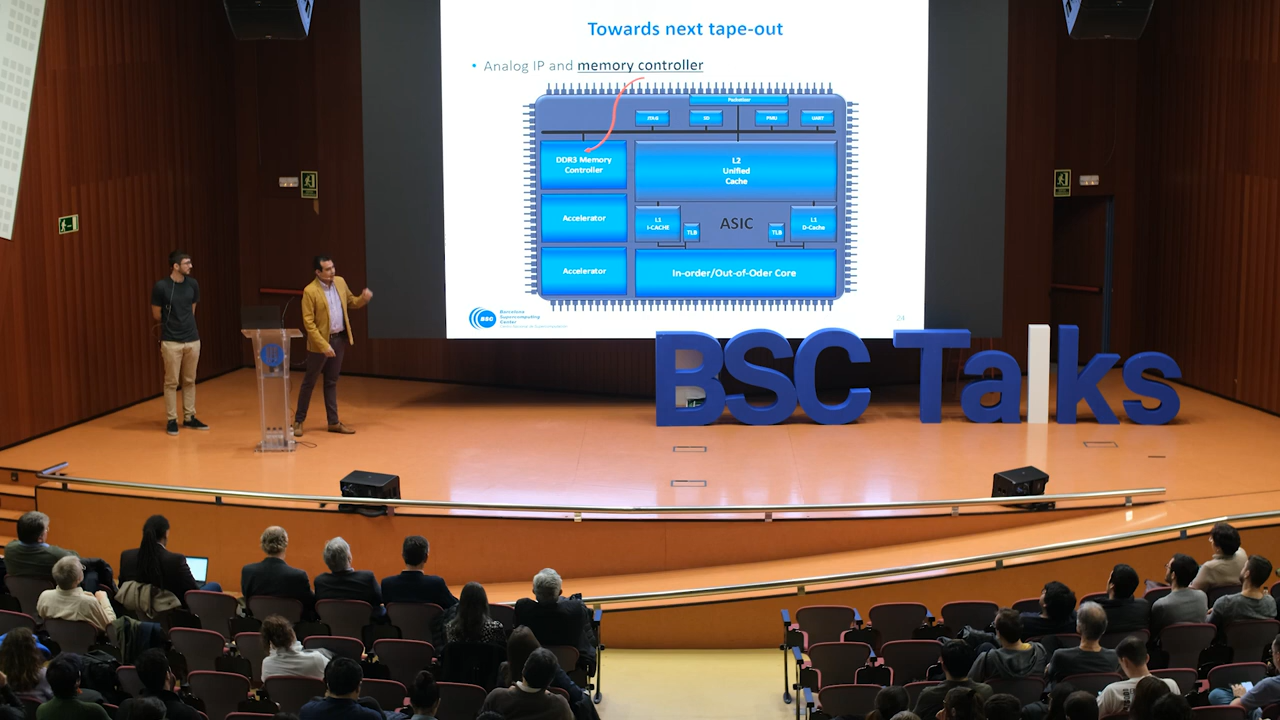 Towards next tape-out
• Analog IP and memory controller
Packetizer
JTAG
SD
PMU
UART
DDR3 Memory
Controller
L2
Unified
Cache
Accelerator
L1
I-CACHE
TLB
ASIC
TLB
L1
D-Cache
Accelerator
In-order/Out-of-Oder Core
BSC
Barcelona
Supercomputing
Center
24
BSC Talks